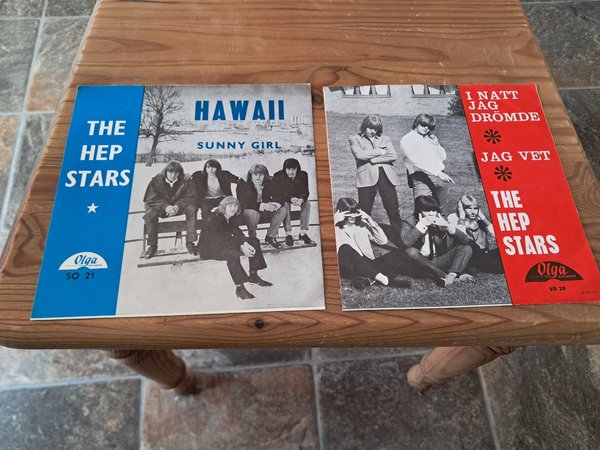 HAWAII
SUNNY GIRL
THE
HEP
STARS
Olga
SO 21
I NATT
JAG
DRÖMDE
JAG VET
THE
HEP
STARS
Olga
RECORDS
SO 29